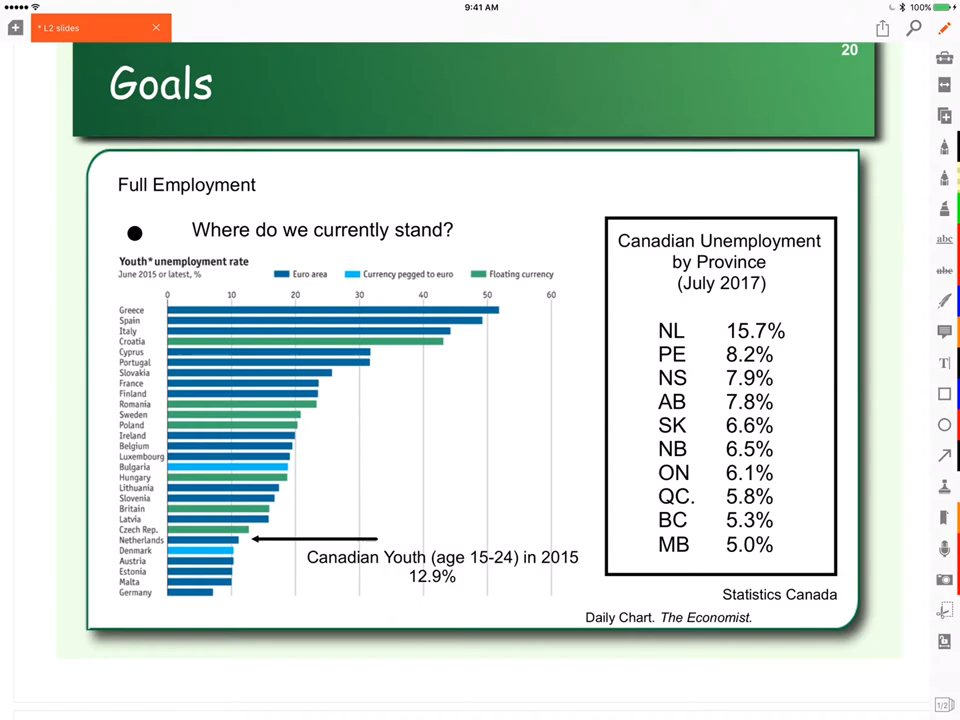 9:41 AM
100%
* L2 slides
20
Goals
Full Employment
Where do we currently stand?
Youth* unemployment rate
June 2015 or latest, %
Euro area
Currency pegged to euro
Floating currency
0 10 20 30 40 50 60
Greece
Spain
Italy
Croatia
Cyprus
Portugal
Slovakia
France
Finland
Romania
Sweden
Poland
Ireland
Belgium
Luxembourg
Bulgaria
Hungary
Lithuania
Slovenia
Britain
Latvia
Czech Rep.
Netherlands
Denmark
Austria
Estonia
Malta
Germany
Canadian Youth (age 15-24) in 2015
12.9%
Canadian Unemployment
by Province
(July 2017)
NL 15.7%
PE 8.2%
NS 7.9%
AB 7.8%
SK 6.6%
NB 6.5%
ON 6.1%
QC. 5.8%
BC 5.3%
MB 5.0%
Statistics Canada
Daily Chart. The Economist.
abc
abc
T
1/2